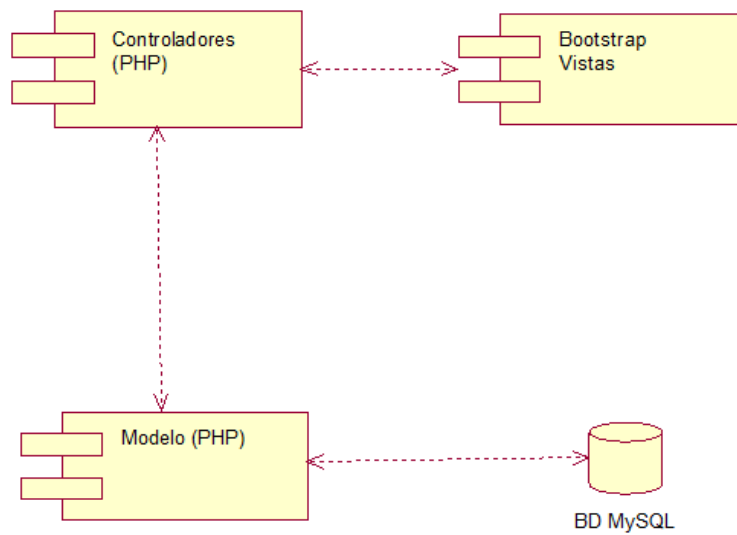 Controladores
(PHP)
Bootstrap
Vistas
Modelo (PHP)
BD MySQL